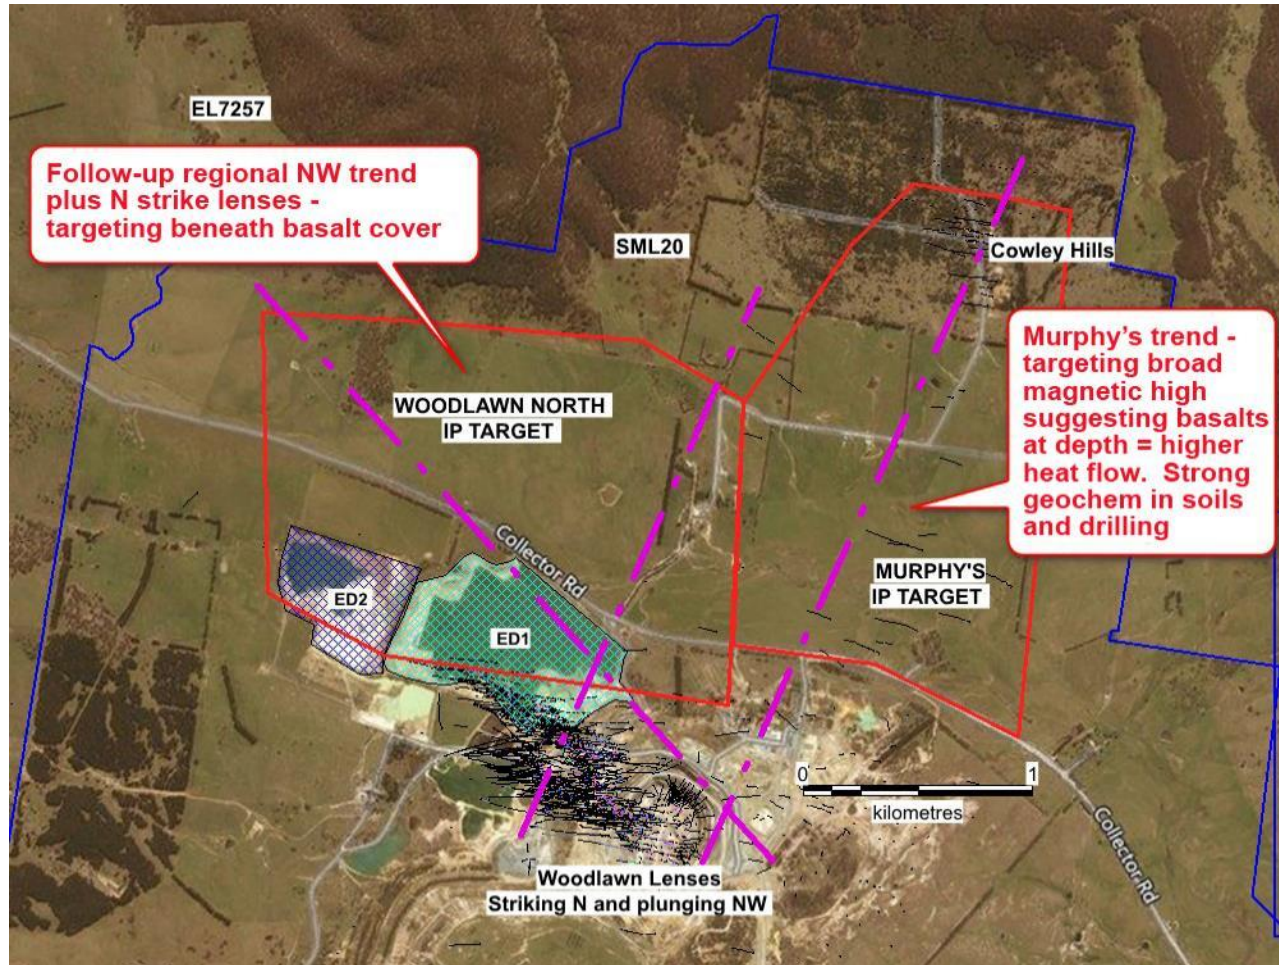 EL7257
Follow-up regional NW trend
plus N strike lenses -
targeting beneath basalt cover
SML20
Cowley Hills
Murphy's trend -
targeting broad
magnetic high
suggesting basalts
at depth = higher
heat flow.  Strong
geochem in soils
and drilling
WOODLAWN NORTH
IP TARGET
Collector Rd
MURPHY'S
IP TARGET
ED2
ED1
0
1
kilometres
Collector Rd
Woodlawn Lenses
Striking N and plunging NW